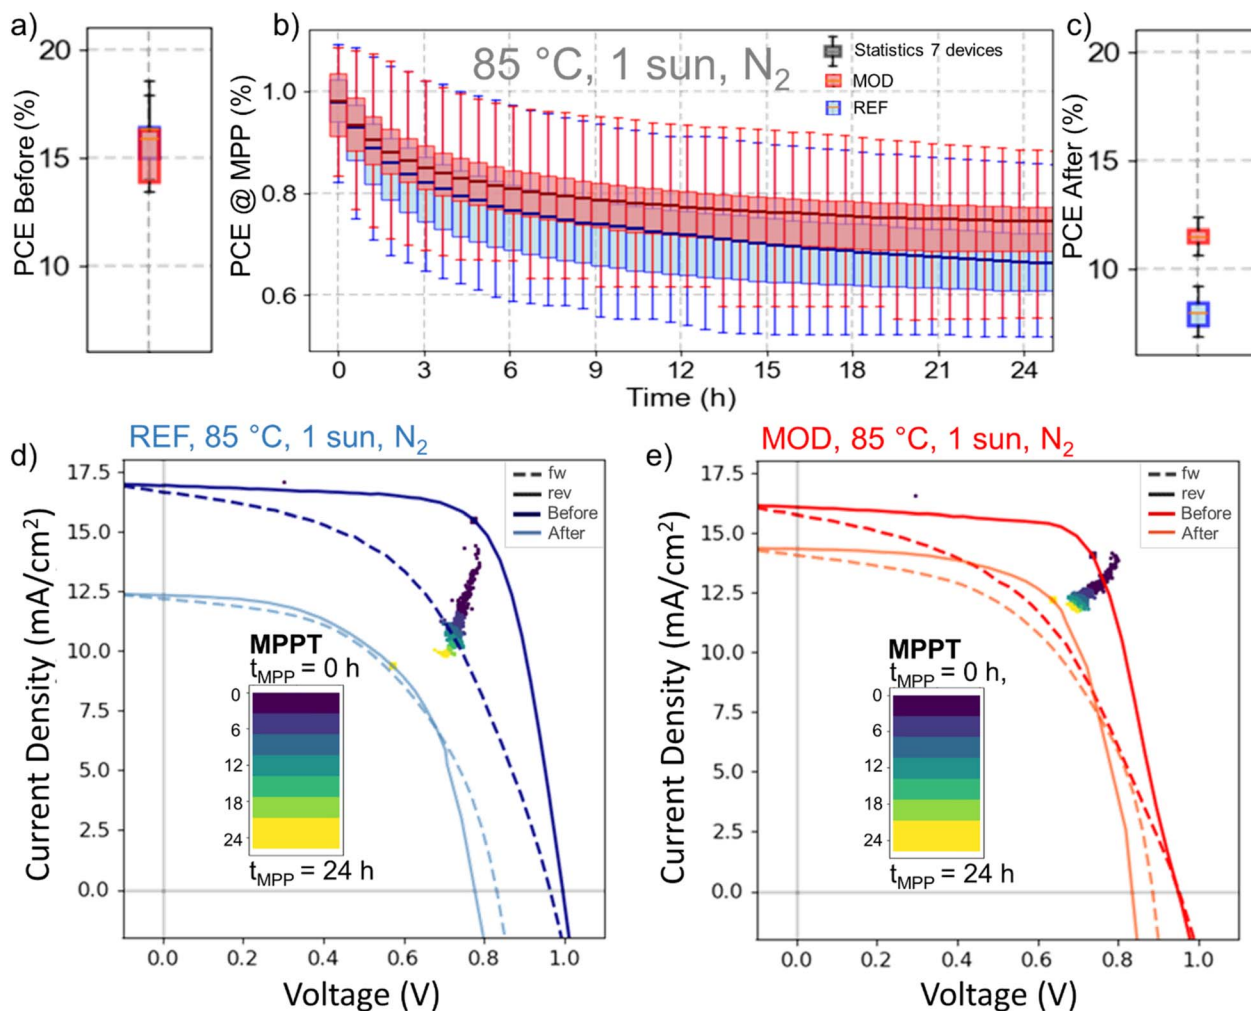 a)
PCE Before (%)
20
15
10
b)
PCE @ MPP (%)
1.0
0.8
0.6
85 °C, 1 sun, N₂
Statistics 7 devices
MOD
REF
0 3 6 9 12 15 18 21 24
Time (h)
c)
PCE After (%)
20
15
10
d)
REF, 85 °C, 1 sun, N₂
Current Density (mA/cm²)
17.5
15.0
12.5
10.0
7.5
5.0
2.5
0.0
fw
rev
Before
After
MPPT
tMPP = 0 h
0
6
12
18
24
tMPP = 24 h
0.0 0.2 0.4 0.6 0.8 1.0
Voltage (V)
e)
MOD, 85 °C, 1 sun, N₂
Current Density (mA/cm²)
17.5
15.0
12.5
10.0
7.5
5.0
2.5
0.0
fw
rev
Before
After
MPPT
tMPP = 0 h,
0
6
12
18
24
tMPP = 24 h
0.0 0.2 0.4 0.6 0.8 1.0
Voltage (V)